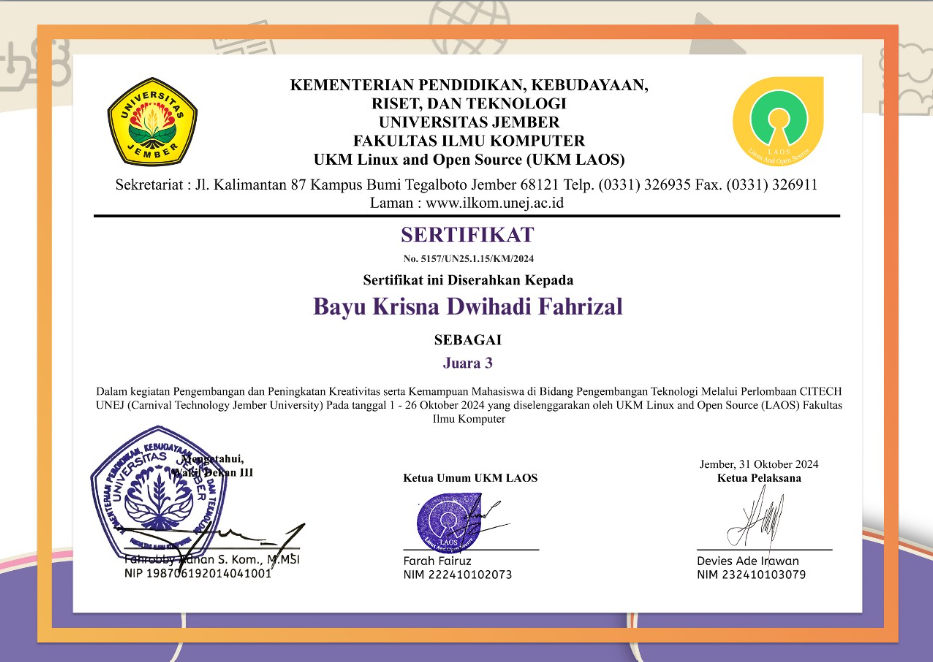 KEMENTERIAN PENDIDIKAN, KEBUDAYAAN,
RISET, DAN TEKNOLOGI
UNIVERSITAS JEMBER
FAKULTAS ILMU KOMPUTER
UKM Linux and Open Source (UKM LAOS)
UNIVERSITAS JEMBER
LAOS
Linux And Open Source
Sekretariat : Jl. Kalimantan 87 Kampus Bumi Tegalboto Jember 68121 Telp. (0331) 326935 Fax. (0331) 326911
Laman : www.ilkom.unej.ac.id
SERTIFIKAT
No. 5157/UN25.1.15/KM/2024
Sertifikat ini Diserahkan Kepada
Bayu Krisna Dwihadi Fahrizal
SEBAGAI
Juara 3
Dalam kegiatan Pengembangan dan Peningkatan Kreativitas serta Kemampuan Mahasiswa di Bidang Pengembangan Teknologi Melalui Perlombaan CITECH
UNEJ (Carnival Technology Jember University) Pada tanggal 1 - 26 Oktober 2024 yang diselenggarakan oleh UKM Linux and Open Source (LAOS) Fakultas
Ilmu Komputer
Mengetahui,
Wakil Dekan III
UNIVERSITAS JEMBER
S. Kom., M.MSI
NIP 198706192014041001
Ketua Umum UKM LAOS
LAOS
Farah Fairuz
NIM 222410102073
Jember, 31 Oktober 2024
Ketua Pelaksana
Devies Ade Irawan
NIM 232410103079